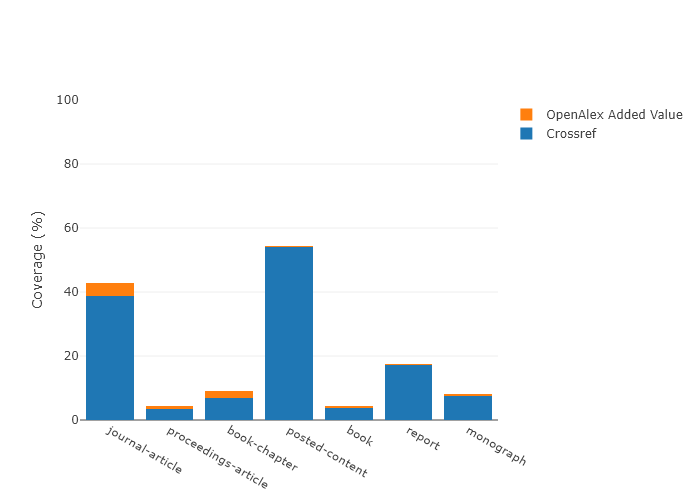 100
80
60
40
20
0
Coverage (%)
journal-article
proceedings-article
book-chapter
posted-content
book
report
monograph
OpenAlex Added Value
Crossref